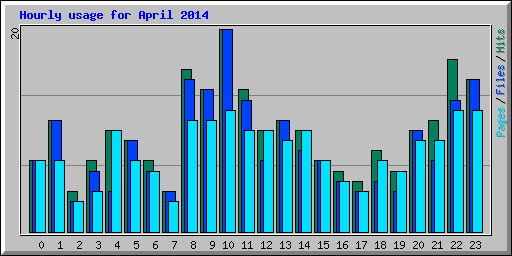 Hourly usage for April 2014
20
Pages/Files/Hits
0 1 2 3 4 5 6 7 8 9 10 11 12 13 14 15 16 17 18 19 20 21 22 23